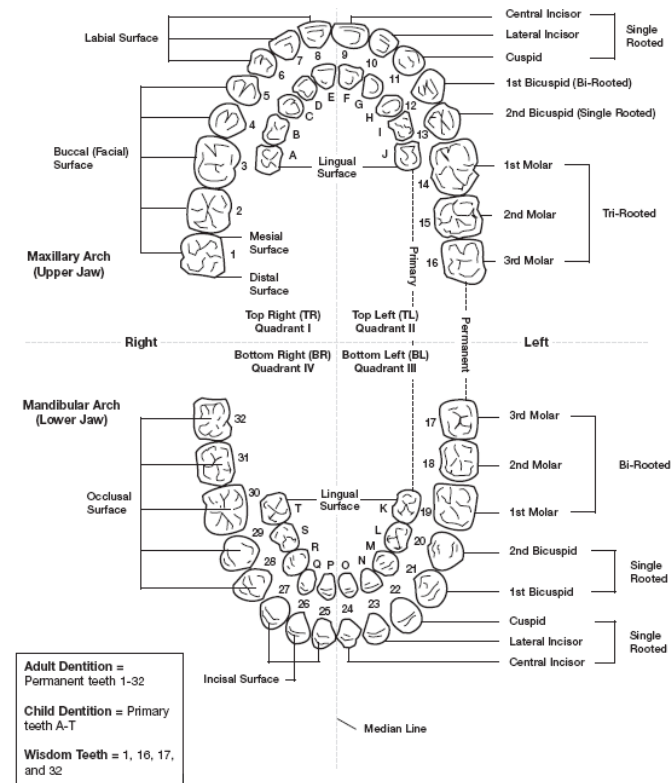 Central Incisor
Single
Rooted
Labial Surface
Lateral Incisor
Cuspid
8
9
7
10
6
11
1st Bicuspid (Bi-Rooted)
5
E
F
D
G
12
C
H
2nd Bicuspid (Single Rooted)
4
B
I
13
Buccal (Facial)
Surface
A
Lingual
Surface
J
3
14
1st Molar
2
15
2nd Molar
Tri-Rooted
1
Mesial
Surface
Maxillary Arch
(Upper Jaw)
Distal
Surface
Primary
16
3rd Molar
Top Right (TR)
Quadrant I
Top Left (TL)
Quadrant II
Permanent
Right
Left
Bottom Right (BR)
Quadrant IV
Bottom Left (BL)
Quadrant III
Mandibular Arch
(Lower Jaw)
32
17
3rd Molar
31
18
2nd Molar
Bi-Rooted
Occlusal
Surface
30
T
Lingual
Surface
K
19
1st Molar
29
S
L
20
28
R
M
2nd Bicuspid
Q
P
O
N
21
Single
Rooted
27
22
1st Bicuspid
26
25
24
23
Cuspid
Lateral Incisor
Single
Rooted
Incisal Surface
Central Incisor
Adult Dentition =
Permanent teeth 1-32
Child Dentition = Primary
teeth A-T
Wisdom Teeth = 1, 16, 17,
and 32
Median Line